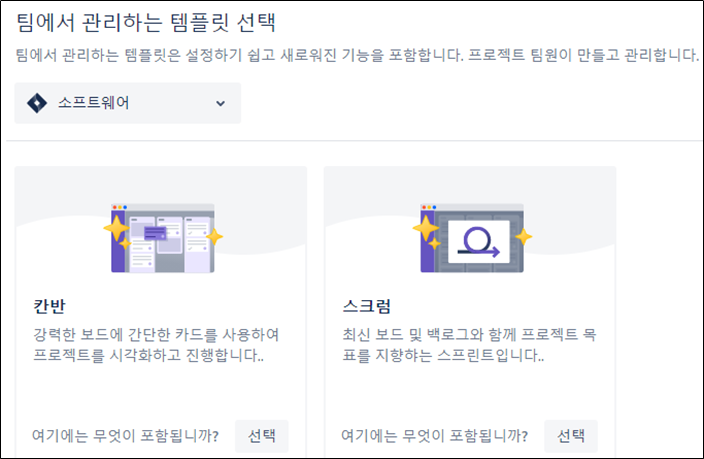 팀에서 관리하는 템플릿 선택
팀에서 관리하는 템플릿은 설정하기 쉽고 새로워진 기능을 포함합니다. 프로젝트 팀원이 만들고 관리합니다.
소프트웨어
칸반
강력한 보드에 간단한 카드를 사용하여
프로젝트를 시각화하고 진행합니다..
여기에는 무엇이 포함됩니까?
선택
스크럼
최신 보드 및 백로그와 함께 프로젝트 목
표를 지향하는 스프린트입니다..
여기에는 무엇이 포함됩니까?
선택